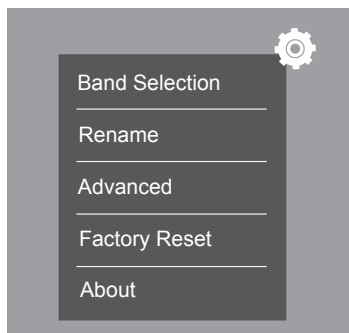 Band Selection
Rename
Advanced
Factory Reset
About